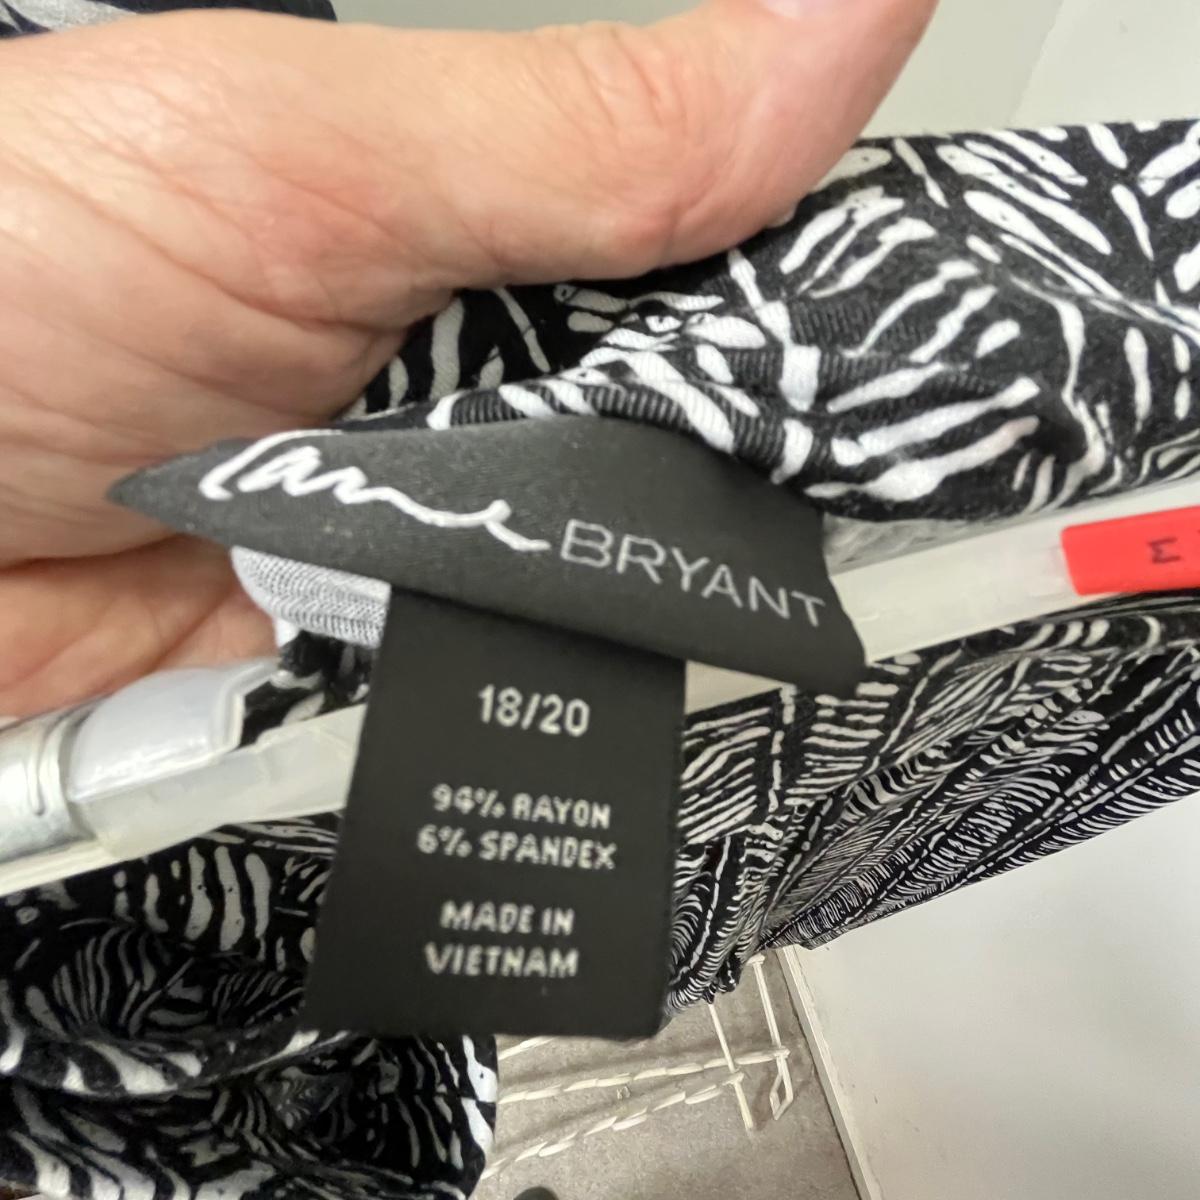 Lane BRYANT
18/20
94% RAYON
6% SPANDEX
MADE IN
VIETNAM
M